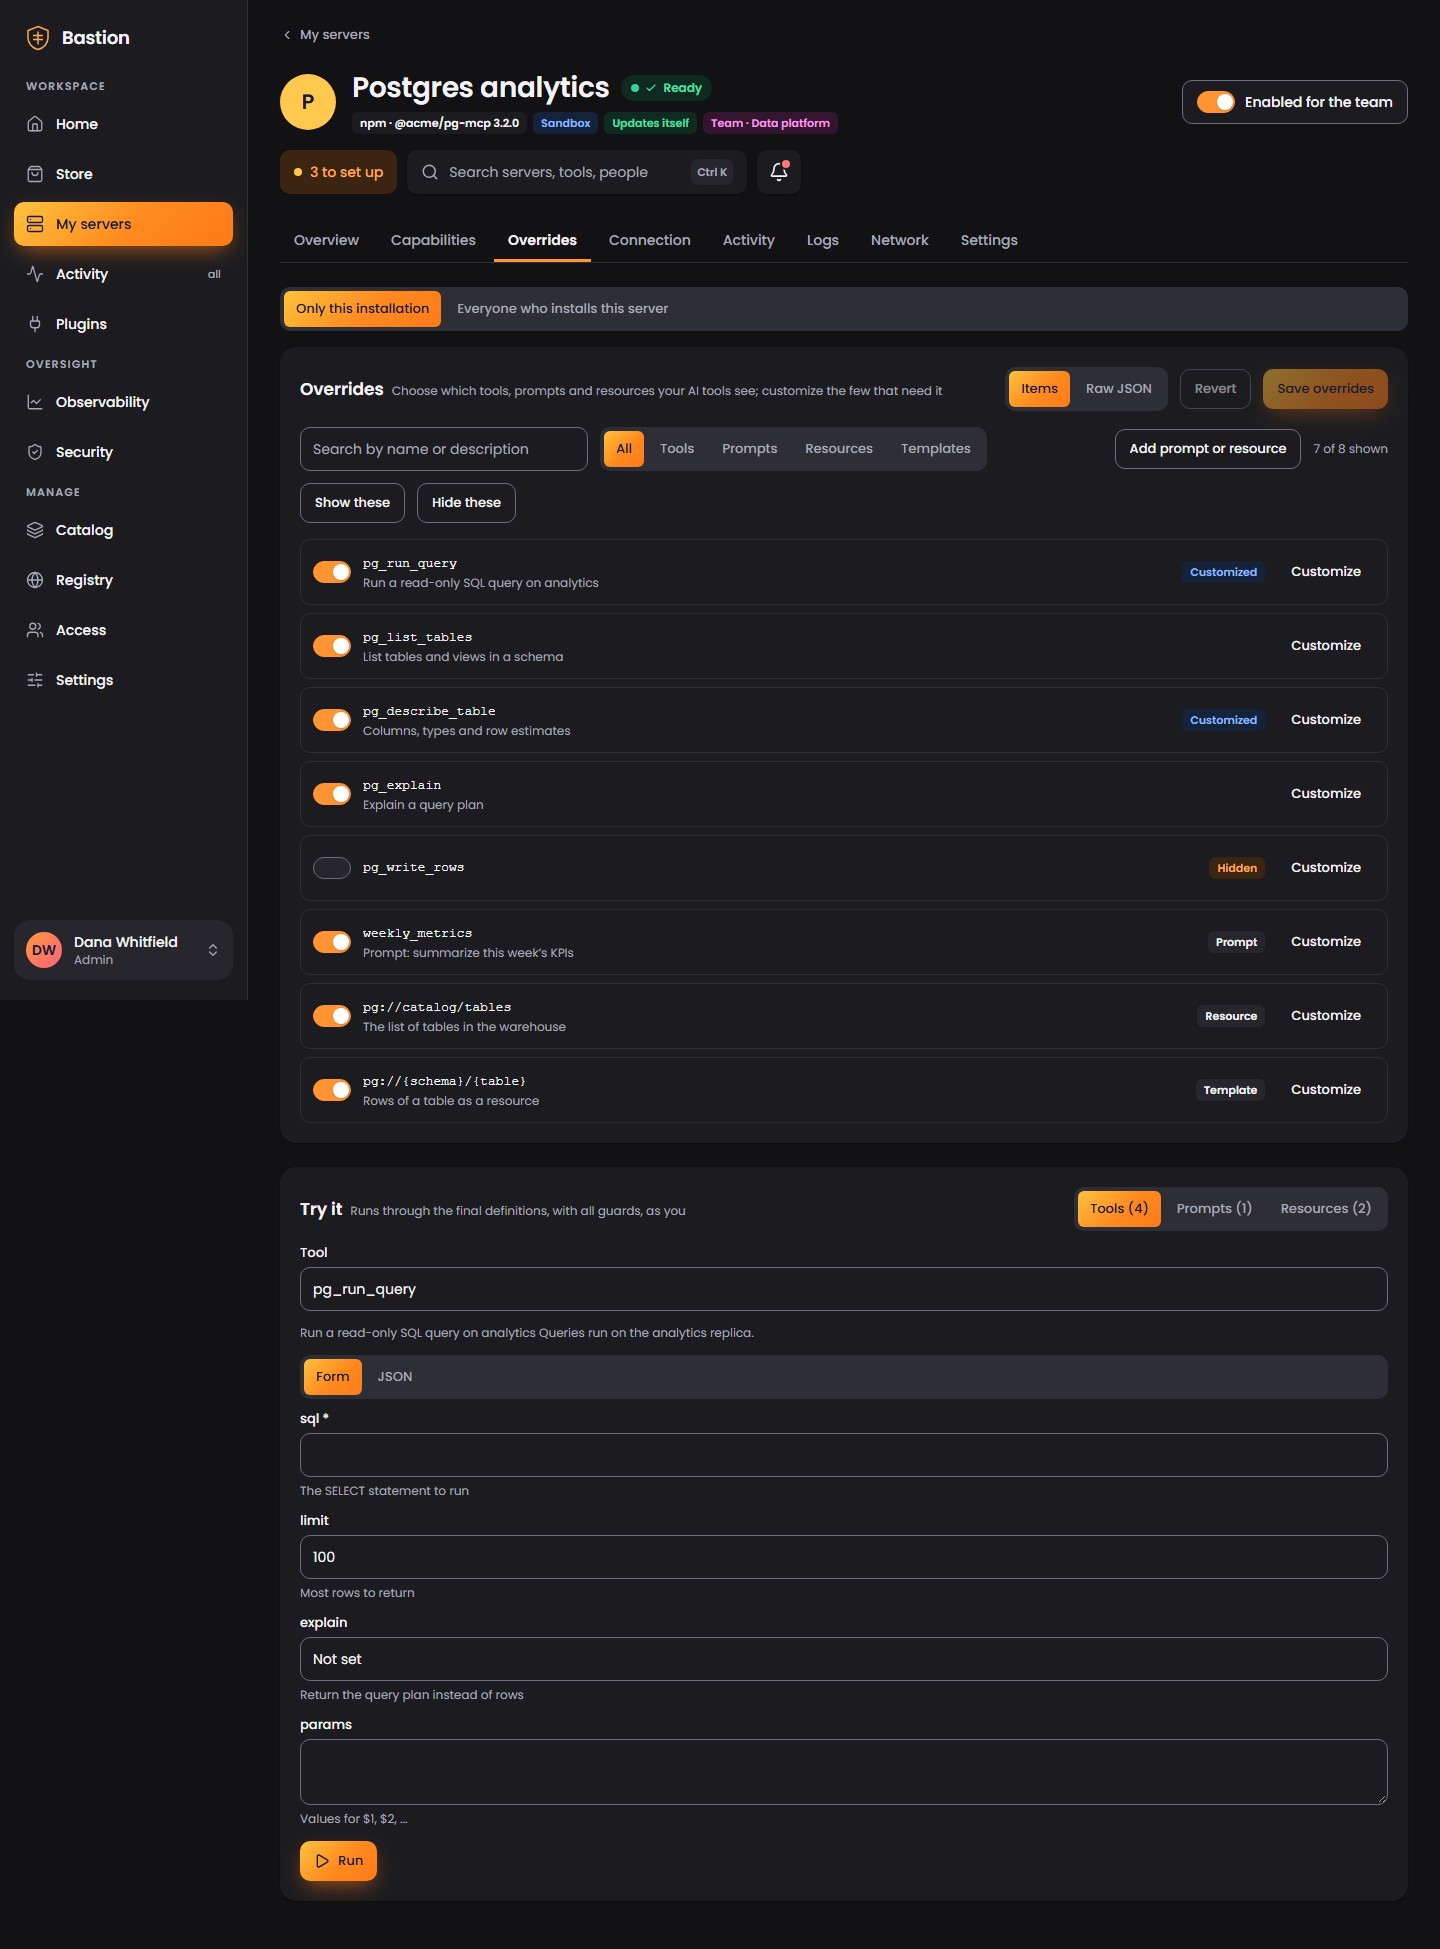 Bastion
WORKSPACE
Home
Store
My servers
Activity all
Plugins
OVERSIGHT
Observability
Security
MANAGE
Catalog
Registry
Access
Settings
DW
Dana Whitfield
Admin
My servers
P
Postgres analytics
Ready
npm · @acme/pg-mcp 3.2.0
Sandbox
Updates itself
Team · Data platform
Enabled for the team
3 to set up
Search servers, tools, people
Ctrl K
Overview Capabilities Overrides Connection Activity Logs Network Settings
Only this installation Everyone who installs this server
Overrides Choose which tools, prompts and resources your AI tools see; customize the few that need it
Items Raw JSON Revert Save overrides
Search by name or description
All Tools Prompts Resources Templates
Add prompt or resource 7 of 8 shown
Show these Hide these
pg_run_query
Run a read-only SQL query on analytics
Customized Customize
pg_list_tables
List tables and views in a schema
Customize
pg_describe_table
Columns, types and row estimates
Customized Customize
pg_explain
Explain a query plan
Customize
pg_write_rows
Hidden Customize
weekly_metrics
Prompt: summarize this week's KPIs
Prompt Customize
pg://catalog/tables
The list of tables in the warehouse
Resource Customize
pg://{schema}/{table}
Rows of a table as a resource
Template Customize
Try it Runs through the final definitions, with all guards, as you
Tools (4) Prompts (1) Resources (2)
Tool
pg_run_query
Run a read-only SQL query on analytics Queries run on the analytics replica.
Form JSON
sql *
The SELECT statement to run
limit
100
Most rows to return
explain
Not set
Return the query plan instead of rows
params
Values for $1, $2, …
Run